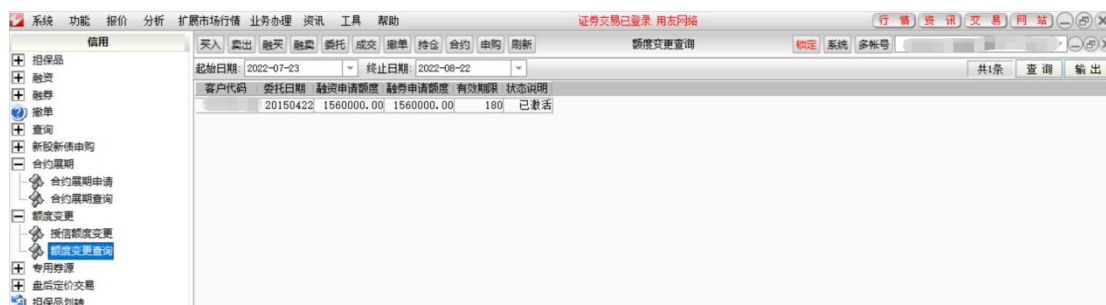 系统 功能 报价 分析 扩展市场行情 业务办理 资讯 工具 帮助 证券交易已登录 用友网络 行情 资讯 交易 网站
信用 买入 卖出 融买 融卖 委托 成交 撤单 持仓 合约 申购 刷新 额度变更查询 锁定 系统 多帐号
担保品
起始日期: 2022-07-23 终止日期: 2022-08-22 共1条 查询 输出
融资
客户代码 委托日期 融资申请额度 融券申请额度 有效期限 状态说明
融券
20150422 1560000.00 1560000.00 180 已激活
撤单
查询
新股新债申购
合约展期
合约展期申请
合约展期查询
额度变更
授信额度变更
额度变更查询
专用券源
盘后定价交易
担保品划转